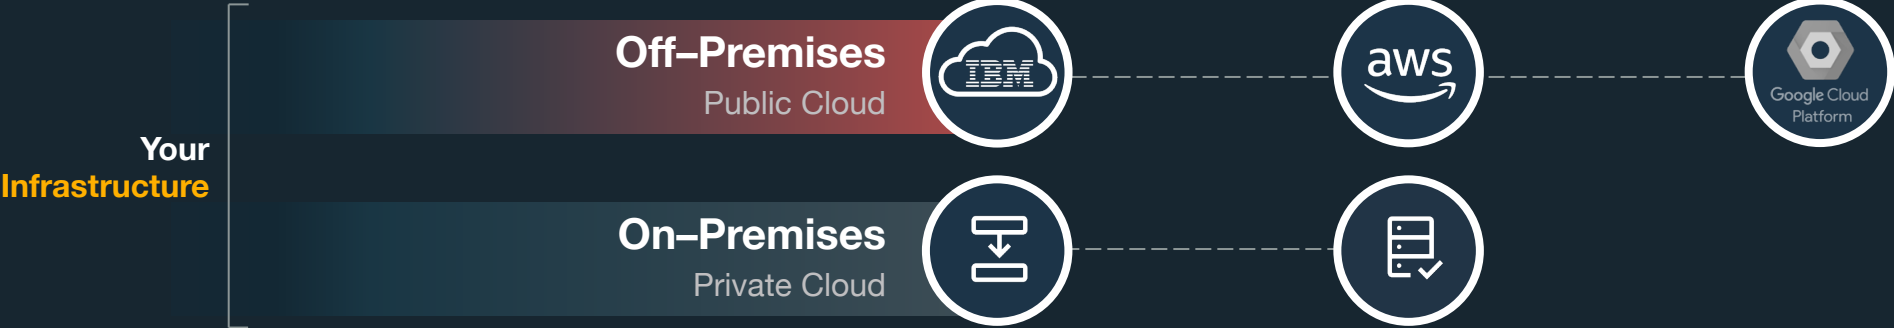 Your
Infrastructure
Off–Premises
Public Cloud
IBM
aws
Google Cloud
Platform
On–Premises
Private Cloud